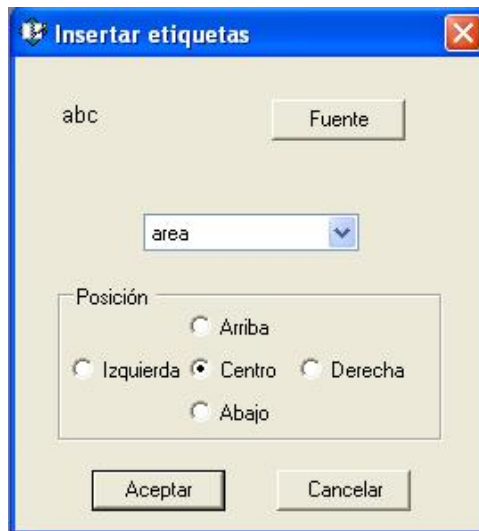 Insertar etiquetas
abc Fuente
area
Posición
Arriba
Izquierda Centro Derecha
Abajo
Aceptar Cancelar